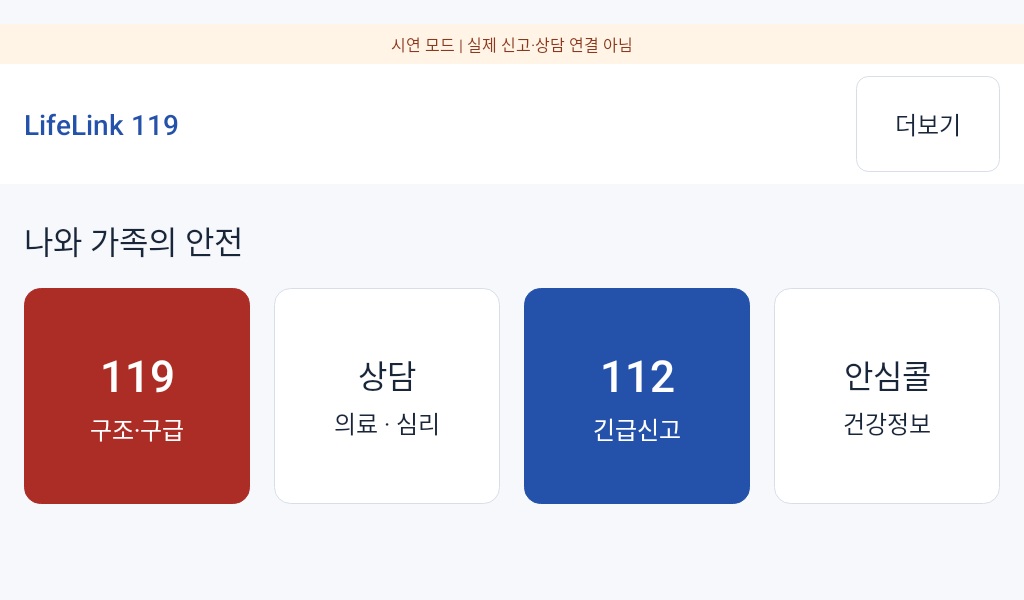 시연 모드 | 실제 신고·상담 연결 아님
LifeLink 119
더보기
나와 가족의 안전
119
구조·구급
상담
의료 · 심리
112
긴급신고
안심콜
건강정보